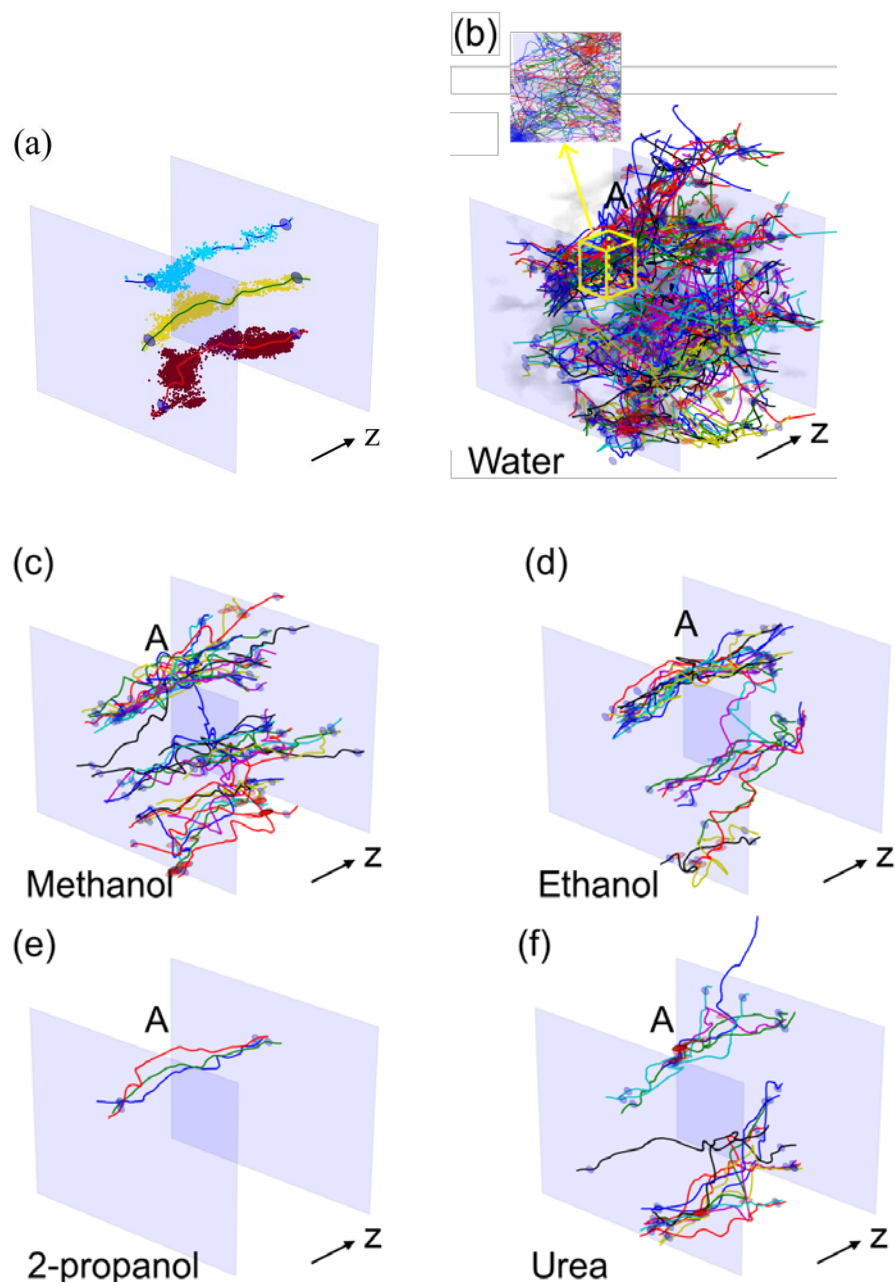 (a)
z
(b)
A
Water
z
(c)
A
Methanol
z
(d)
A
Ethanol
z
(e)
A
2-propanol
z
(f)
A
Urea
z